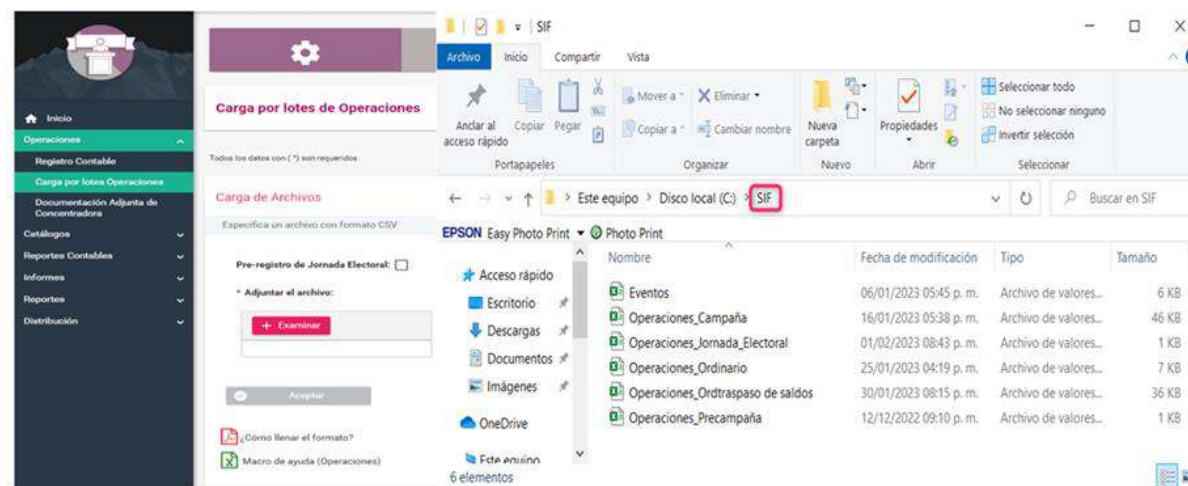 Inicio
Operaciones
Registro Contable
Carga por lotes Operaciones
Documentación Adjunta de
Concentradora
Catálogos
Reportes Contables
Informes
Reportes
Distribución
Carga por lotes de Operaciones
Todos los datos con ( *) son requeridos.
Carga de Archivos
Especifica un archivo con formato CSV
Pre-registro de Jornada Electoral:
* Adjuntar el archivo:
+ Examinar
Aceptar
¿Cómo llenar el formato?
Macro de ayuda (Operaciones)
SIF
Archivo Inicio Compartir Vista
Anclar al
acceso rápido
Copiar
Pegar
Mover a
Copiar a
Eliminar
Cambiar nombre
Nueva
carpeta
Propiedades
Seleccionar todo
No seleccionar ninguno
Invertir selección
Portapapeles Organizar Nuevo Abrir Seleccionar
Este equipo > Disco local (C:) > SIF
Buscar en SIF
EPSON Easy Photo Print Photo Print
Acceso rápido
Escritorio
Descargas
Documentos
Imágenes
OneDrive
Este equipo
Nombre Fecha de modificación Tipo Tamaño
Eventos 06/01/2023 05:45 p. m. Archivo de valores... 6 KB
Operaciones_Campaña 16/01/2023 05:38 p. m. Archivo de valores... 46 KB
Operaciones_Jornada_Electoral 01/02/2023 08:43 p. m. Archivo de valores... 1 KB
Operaciones_Ordinario 25/01/2023 04:19 p. m. Archivo de valores... 7 KB
Operaciones_Ordtraspaso de saldos 30/01/2023 08:15 p. m. Archivo de valores... 36 KB
Operaciones_Precampaña 12/12/2022 09:10 p. m. Archivo de valores... 1 KB
6 elementos